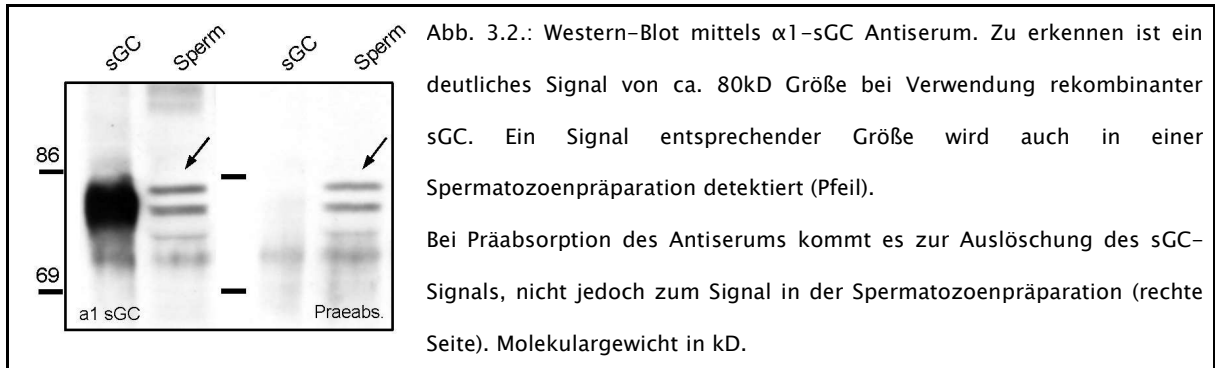 sGC Sperm sGC Sperm
86
69
a1 sGC Praeabs.
Abb. 3.2.: Western-Blot mittels α1-sGC Antiserum. Zu erkennen ist ein
deutliches Signal von ca. 80kD Größe bei Verwendung rekombinanter
sGC. Ein Signal entsprechender Größe wird auch in einer
Spermatozoenpräparation detektiert (Pfeil).
Bei Präabsorption des Antiserums kommt es zur Auslöschung des sGC-
Signals, nicht jedoch zum Signal in der Spermatozoenpräparation (rechte
Seite). Molekulargewicht in kD.